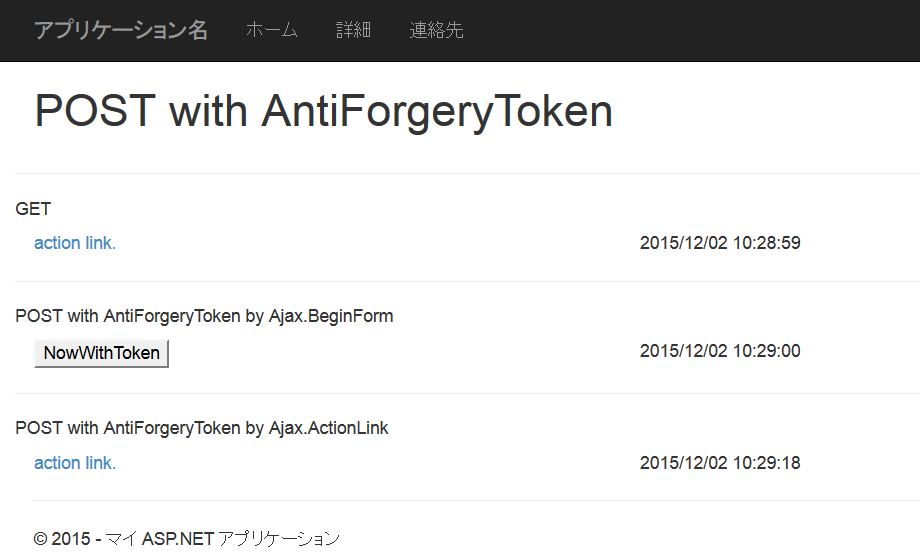 アプリケーション名 ホーム 詳細 連絡先
POST with AntiForgeryToken
GET
action link. 2015/12/02 10:28:59
POST with AntiForgeryToken by Ajax.BeginForm
NowWithToken 2015/12/02 10:29:00
POST with AntiForgeryToken by Ajax.ActionLink
action link. 2015/12/02 10:29:18
© 2015 - マイ ASP.NET アプリケーション